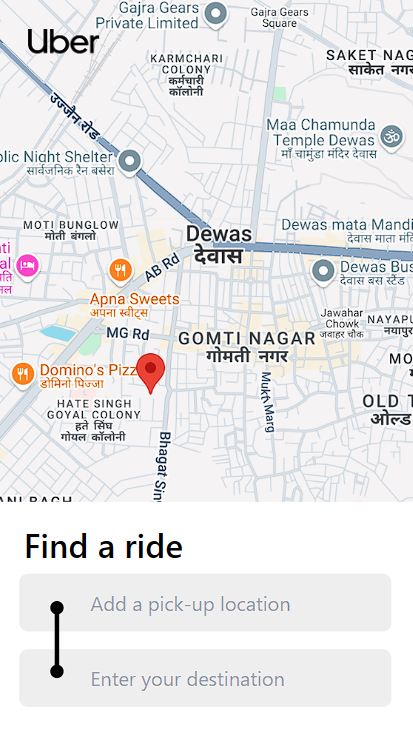 Gajra Gears
Private Limited
Gajra Gears
Square
Uber
KARMCHARI
COLONY
कर्मचारी
कॉलोनी
SAKET NAG
साकेत नगर
उज्जैन रोड
Maa Chamunda
Temple Dewas
माँ चामुंडा मंदिर देवास
lic Night Shelter
सार्वजनिक रैन बसेरा
MOTI BUNGLOW
मोती बंगलो
Dewas
देवास
Dewas mata Mandi
देवास माता मंदि
AB Rd
Dewas Bus
देवास बस स्टैंड
Apna Sweets
अपना स्वीट्स
MG Rd
Jawahar
Chowk
जवाहर चौक
NAYAPU
नयापु
GOMTI NAGAR
गोमती नगर
Domino's Pizz
डोमिनो पिज्जा
Mukh Marg
HATE SINGH
GOYAL COLONY
हते सिंघ
गोयल कॉलोनी
OLD T
ओल्ड
Bhagat Sin
ANI BAGH
Find a ride
Add a pick-up location
Enter your destination